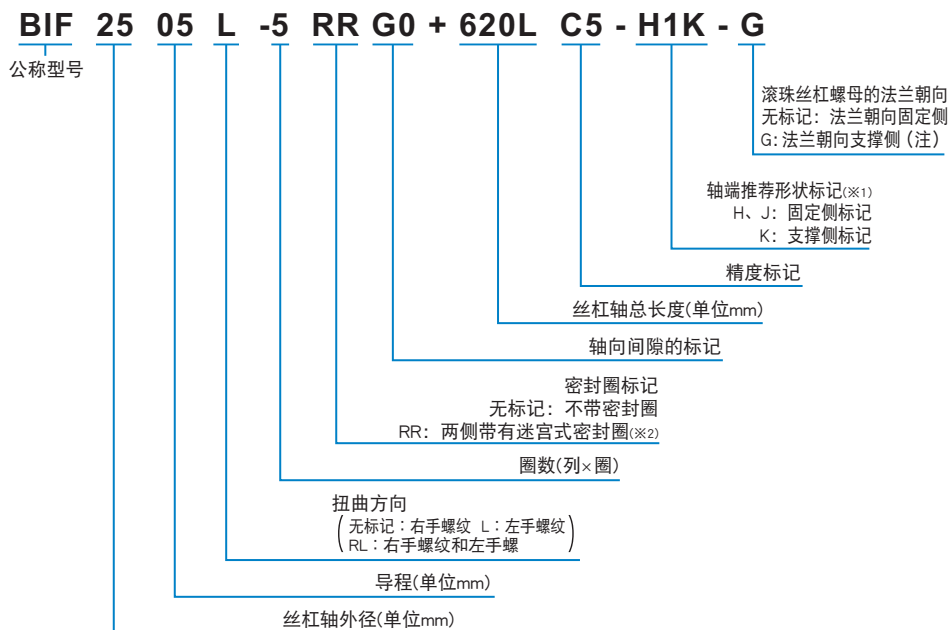 BIF 25 05 L -5 RR G0 + 620L C5 - H1K - G
公称型号
滚珠丝杠螺母的法兰朝向
无标记：法兰朝向固定侧
G：法兰朝向支撑侧（注）
轴端推荐形状标记(※1)
H、J：固定侧标记
K：支撑侧标记
精度标记
丝杠轴总长度(单位mm)
轴向间隙的标记
密封圈标记
无标记：不带密封圈
RR：两侧带有迷宫式密封圈(※2)
圈数(列×圈)
扭曲方向
(无标记：右手螺纹 L：左手螺纹
RL：右手螺纹和左手螺)
导程(单位mm)
丝杠轴外径(单位mm)